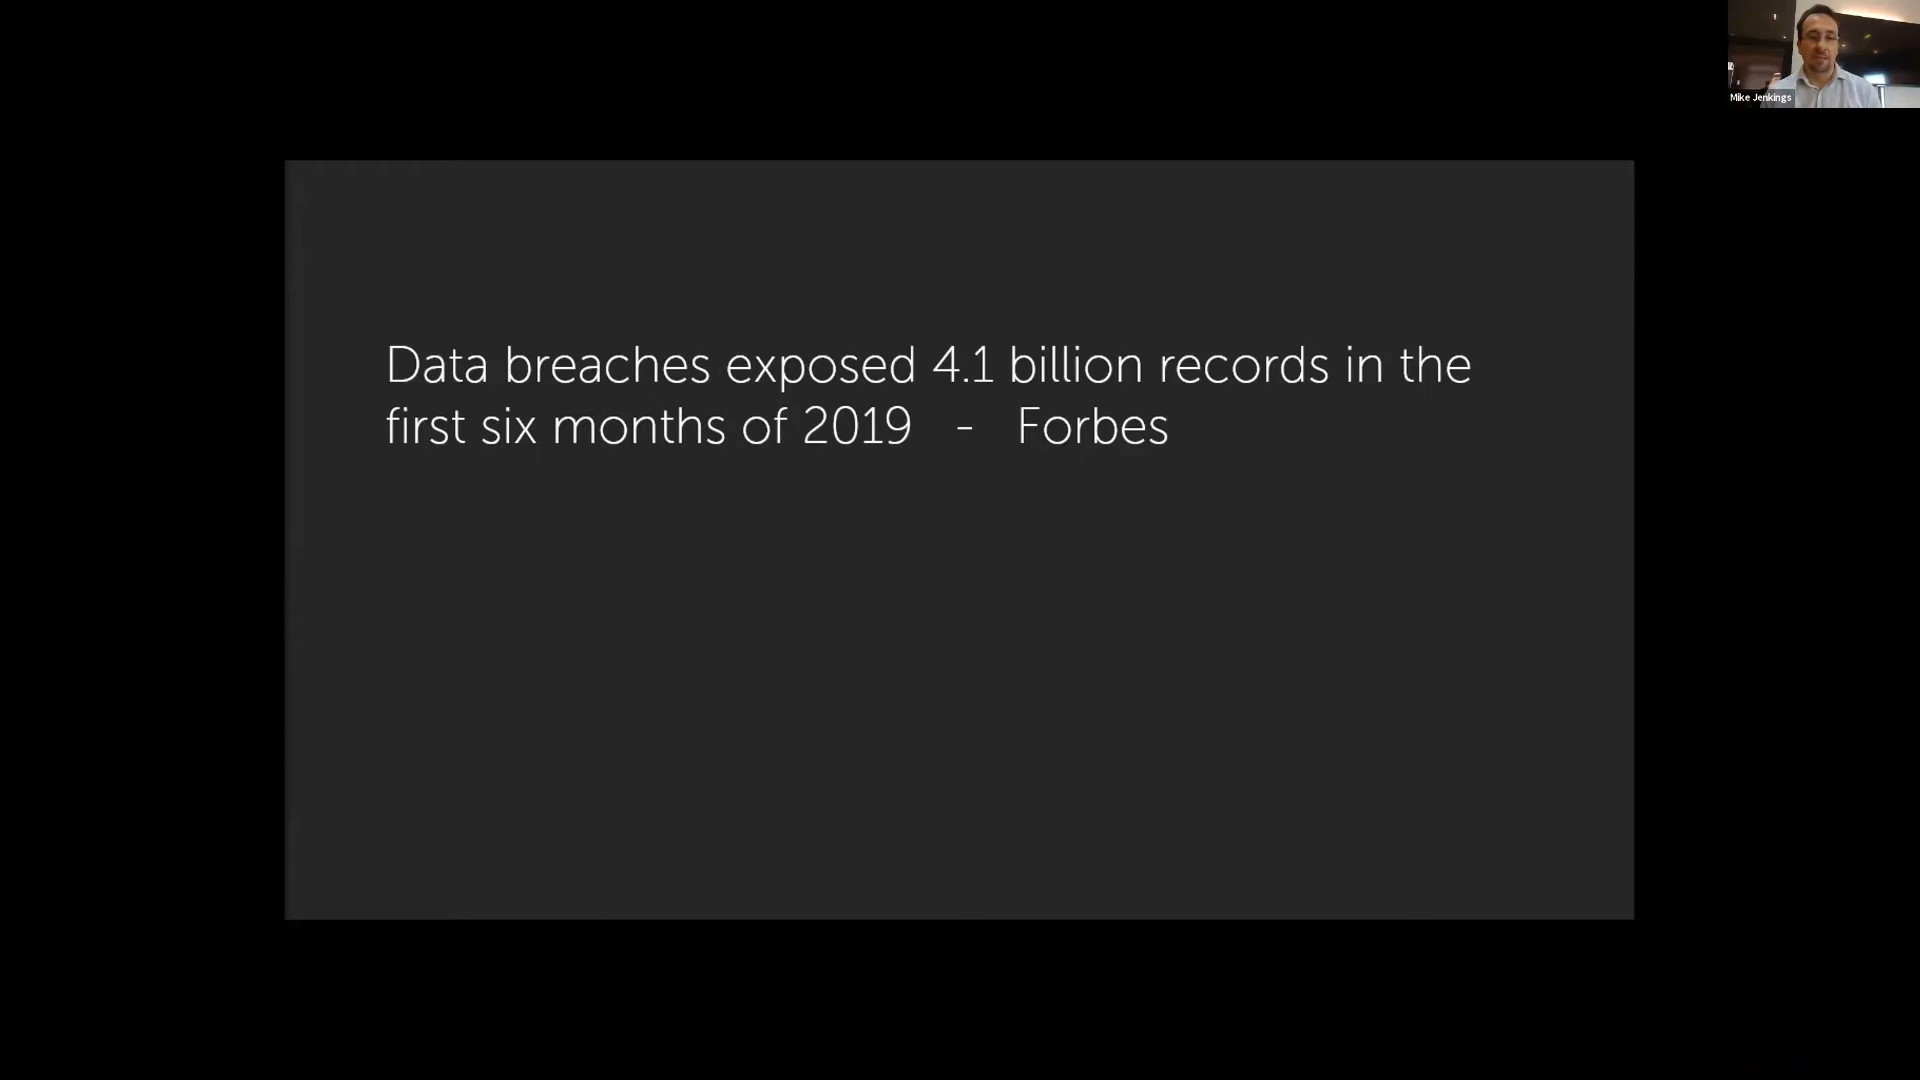 Mike Jenkings
Data breaches exposed 4.1 billion records in the
first six months of 2019 - Forbes